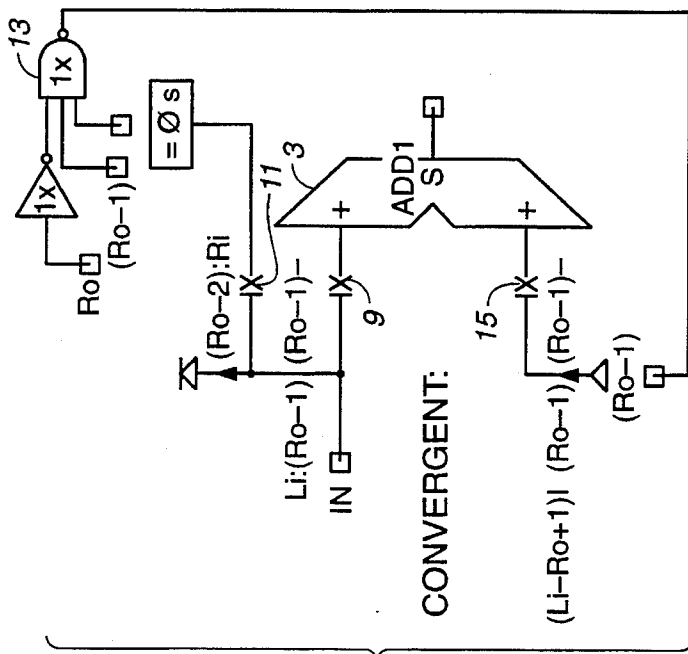 13
1x
1x
Ro
(Ro–1)
= Ø s
11
3
(Ro–2):Ri
(Ro–1)–
9
Li:(Ro–1)
IN
+
ADD1
S
+
CONVERGENT:
15
(Ro–1)–
(Li–Ro+1)I (Ro–1)
(Ro–1)